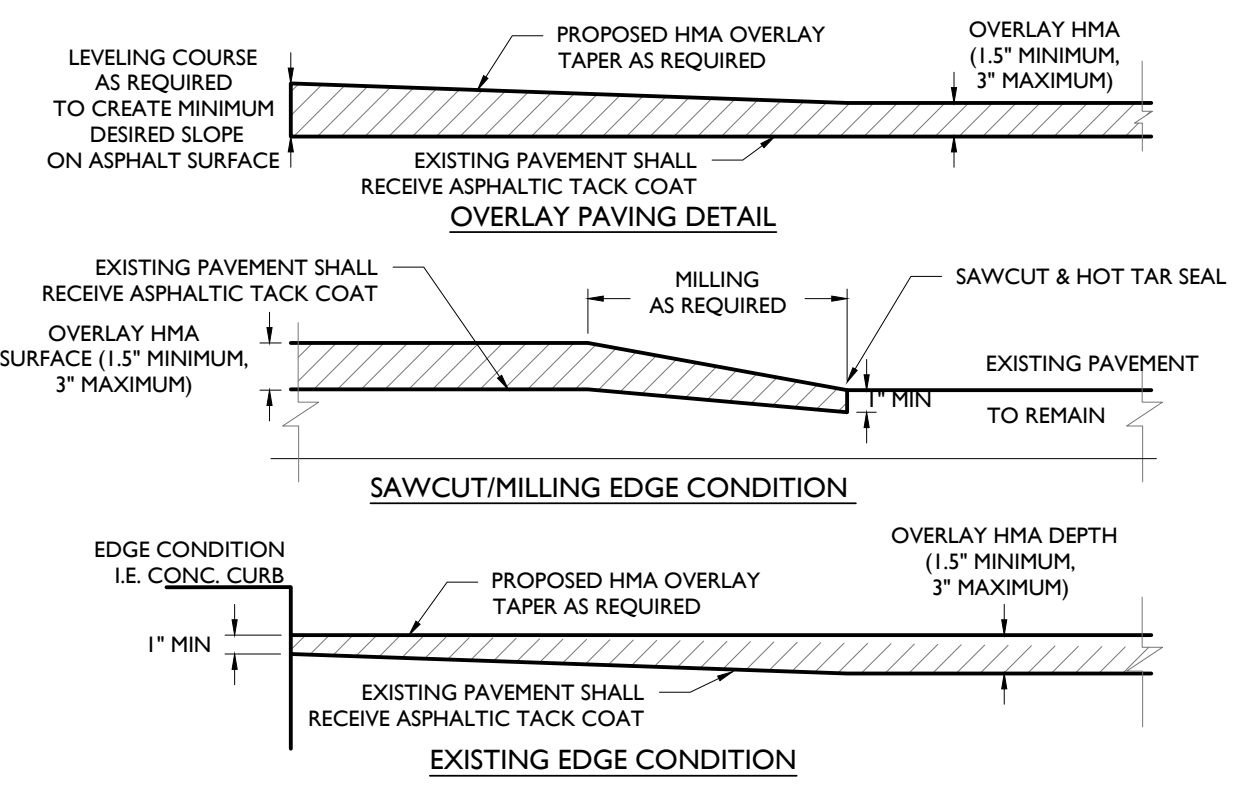 LEVELING COURSE
AS REQUIRED
TO CREATE MINIMUM
DESIRED SLOPE
ON ASPHALT SURFACE
PROPOSED HMA OVERLAY
TAPER AS REQUIRED
OVERLAY HMA
(1.5" MINIMUM,
3" MAXIMUM)
EXISTING PAVEMENT SHALL
RECEIVE ASPHALTIC TACK COAT
OVERLAY PAVING DETAIL
EXISTING PAVEMENT SHALL
RECEIVE ASPHALTIC TACK COAT
MILLING
AS REQUIRED
SAWCUT & HOT TAR SEAL
OVERLAY HMA
SURFACE (1.5" MINIMUM,
3" MAXIMUM)
EXISTING PAVEMENT
1" MIN
TO REMAIN
SAWCUT/MILLING EDGE CONDITION
EDGE CONDITION
I.E. CONC. CURB
PROPOSED HMA OVERLAY
TAPER AS REQUIRED
OVERLAY HMA DEPTH
(1.5" MINIMUM,
3" MAXIMUM)
1" MIN
EXISTING PAVEMENT SHALL
RECEIVE ASPHALTIC TACK COAT
EXISTING EDGE CONDITION